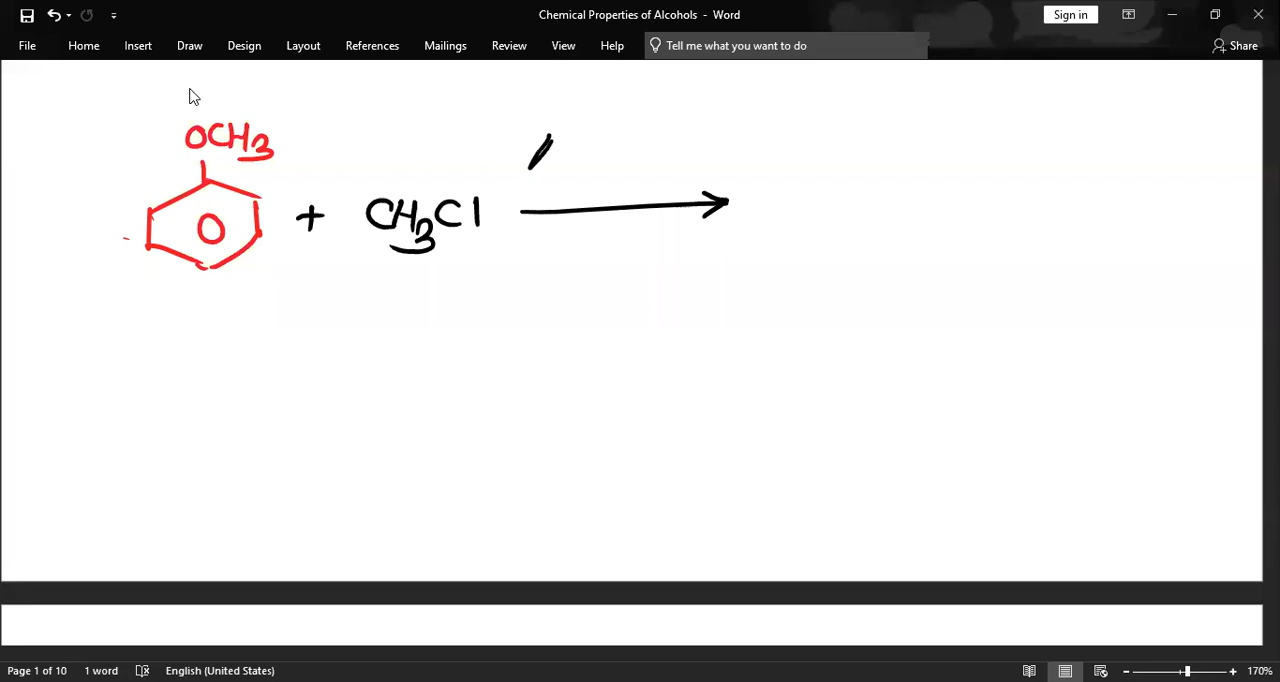 Chemical Properties of Alcohols - Word
Sign in
File Home Insert Draw Design Layout References Mailings Review View Help Tell me what you want to do Share
OCH3
+ CH3Cl
Page 1 of 10 1 word English (United States) 170%